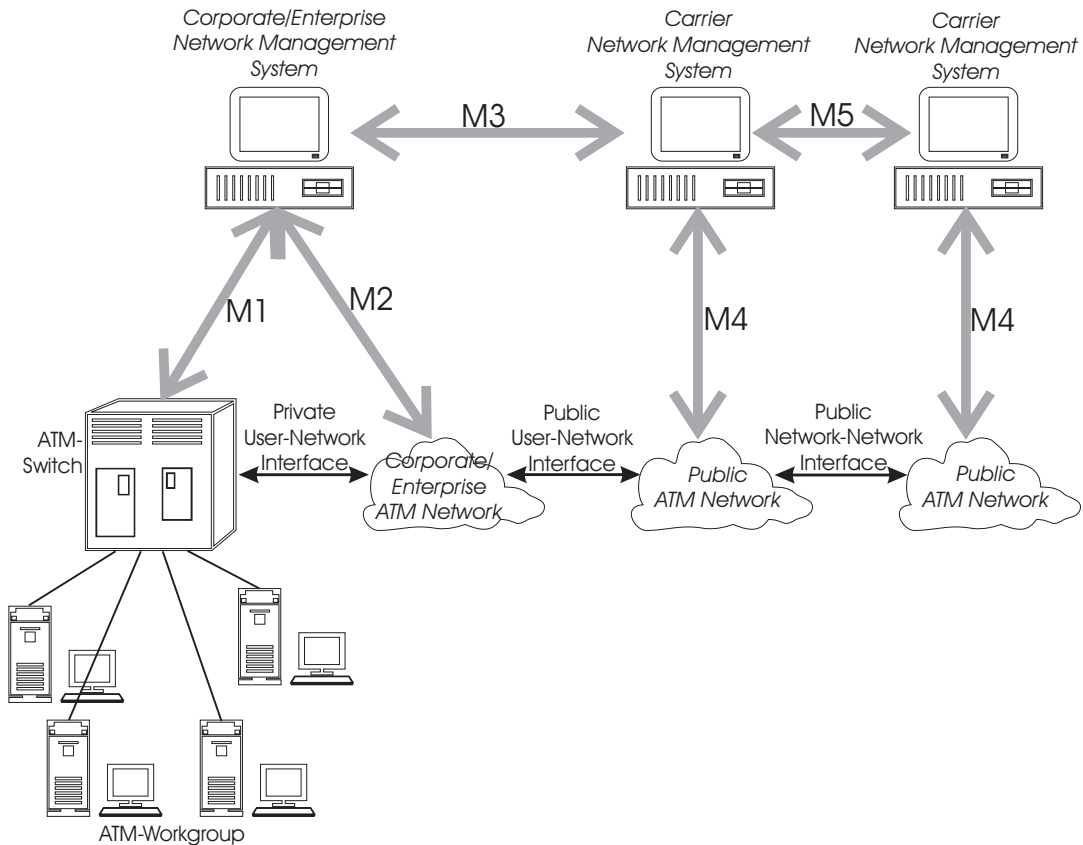 Corporate/Enterprise
Network Management
System
Carrier
Network Management
System
Carrier
Network Management
System
M3
M5
M1
M2
M4
M4
ATM-
Switch
Private
User-Network
Interface
Corporate/
Enterprise
ATM Network
Public
User-Network
Interface
Public
ATM Network
Public
Network-Network
Interface
Public
ATM Network
ATM-Workgroup